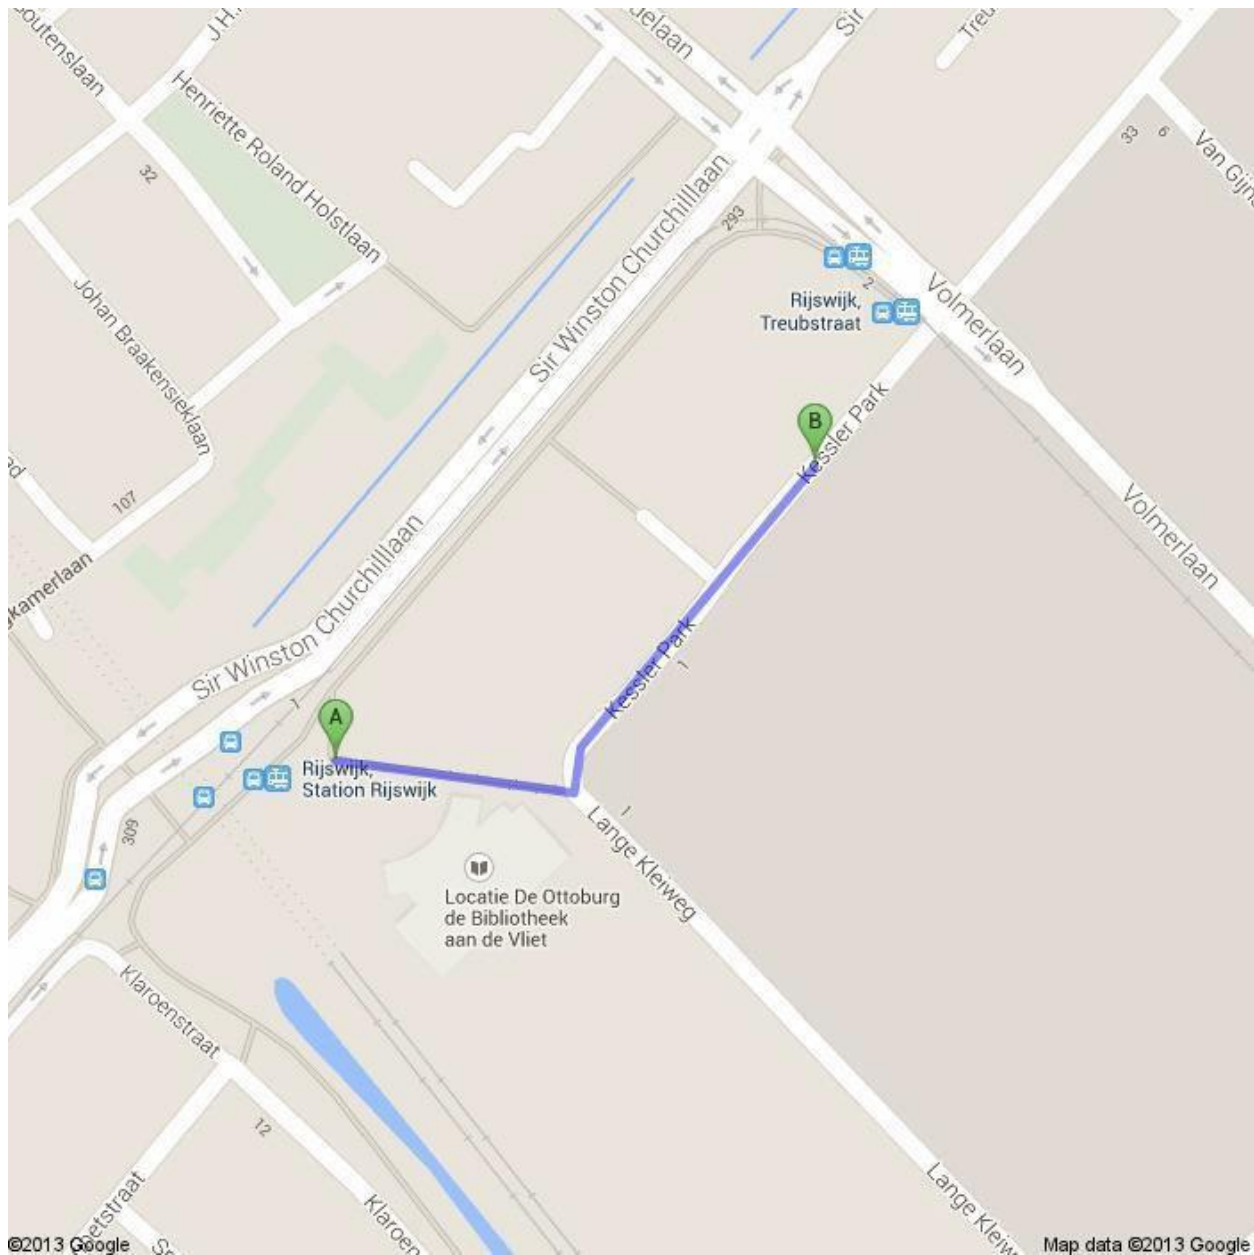 J.H.
Henriette Roland Holstlaan
32
Johan Braakensieklaan
107
Sir Winston Churchilllaan
293
33
6
Rijswijk,
Treubstraat
2
Volmerlaan
Kessler Park
B
Sir Winston Churchilllaan
Volmerlaan
Sir Winston Churchilllaan
Kessler Park
1
1
A
Rijswijk,
Station Rijswijk
309
1
Lange Kleiweg
Locatie De Ottoburg
de Bibliotheek
aan de Vliet
Klaroenstraat
12
©2013 Google
Map data ©2013 Google